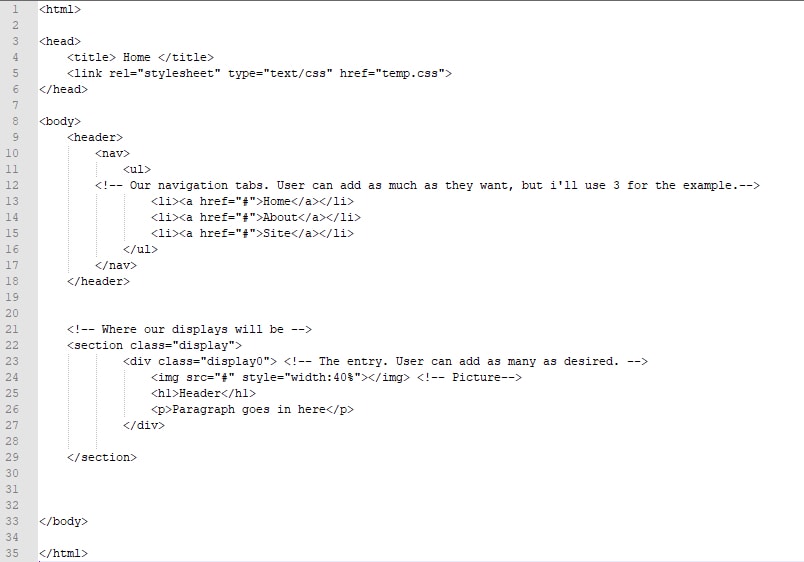 1 <html>
2
3 <head>
4 <title> Home </title>
5 <link rel="stylesheet" type="text/css" href="temp.css">
6 </head>
7
8 <body>
9 <header>
10 <nav>
11 <ul>
12 <!-- Our navigation tabs. User can add as much as they want, but i'll use 3 for the example.-->
13 <li><a href="#">Home</a></li>
14 <li><a href="#">About</a></li>
15 <li><a href="#">Site</a></li>
16 </ul>
17 </nav>
18 </header>
19
20
21 <!-- Where our displays will be -->
22 <section class="display">
23 <div class="display0"> <!-- The entry. User can add as many as desired. -->
24 <img src="#" style="width:40%"></img> <!-- Picture-->
25 <h1>Header</h1>
26 <p>Paragraph goes in here</p>
27 </div>
28
29 </section>
30
31
32
33 </body>
34
35 </html>